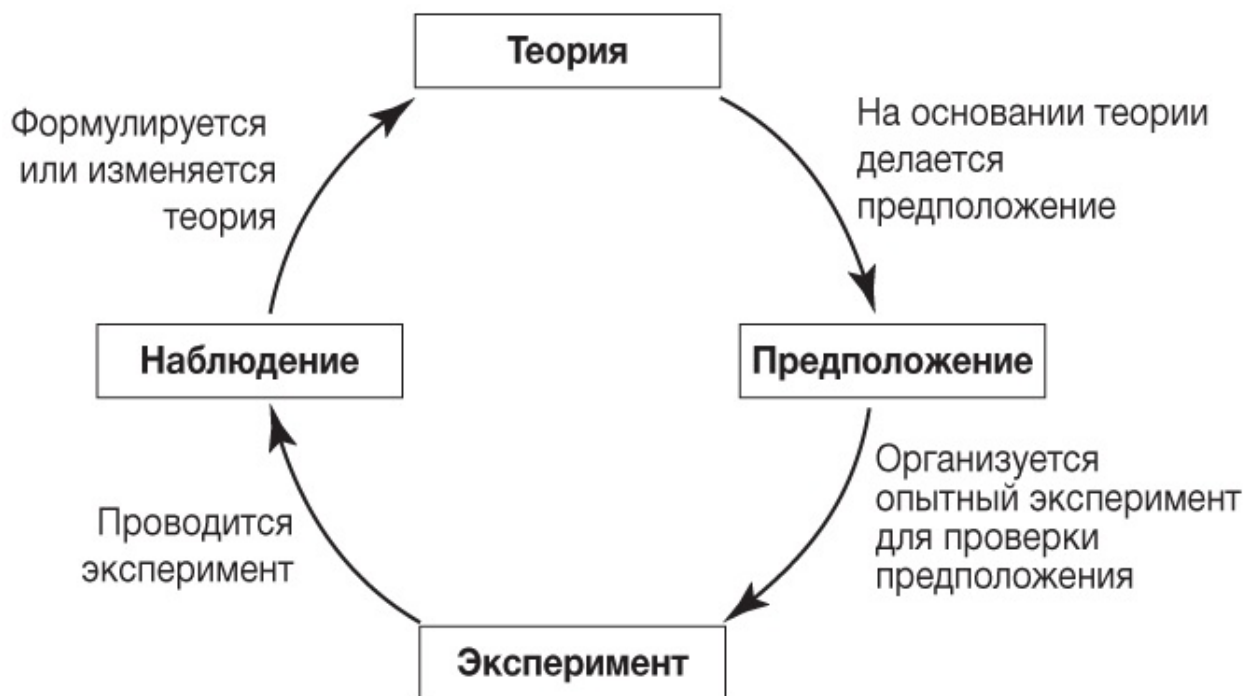 Теория
Формулируется
или изменяется
теория
На основании теории
делается
предположение
Наблюдение
Предположение
Проводится
эксперимент
Организуется
опытный эксперимент
для проверки
предположения
Эксперимент